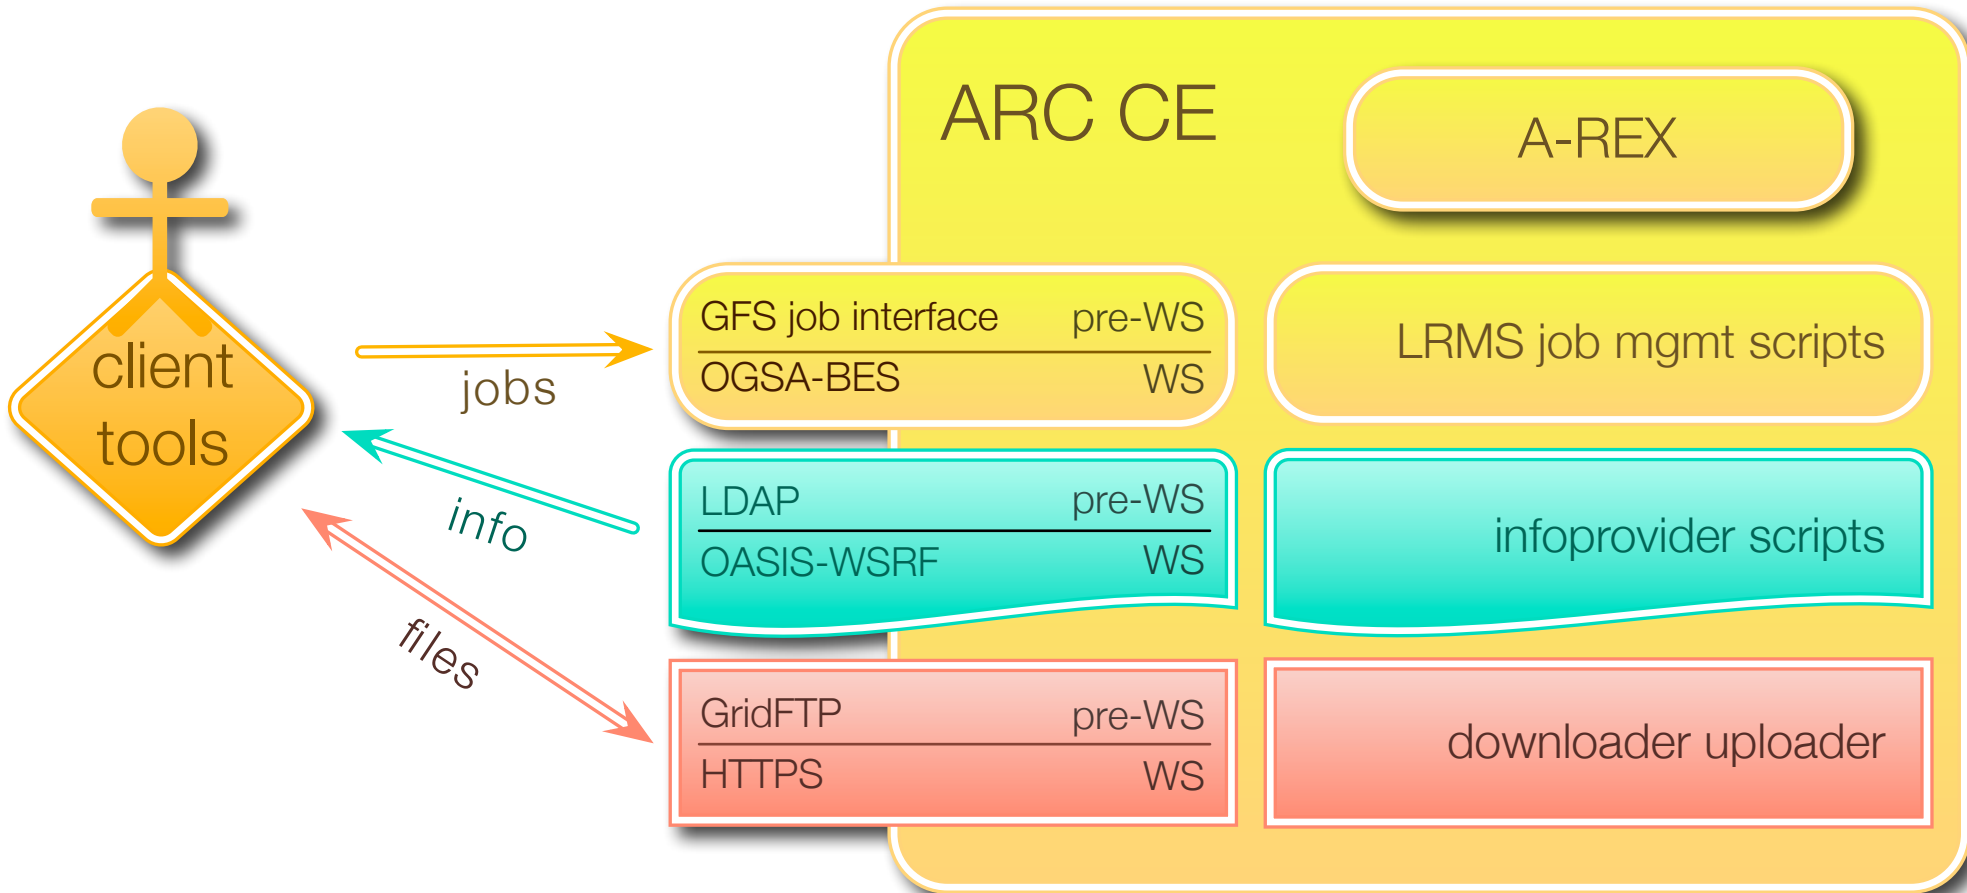 ARC CE
A-REX
client
tools
jobs
info
files
GFS job interface pre-WS
OGSA-BES WS
LRMS job mgmt scripts
LDAP pre-WS
OASIS-WSRF WS
infoprovider scripts
GridFTP pre-WS
HTTPS WS
downloader uploader